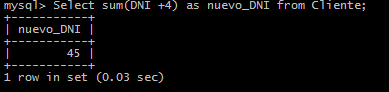 mysql> Select sum(DNI +4) as nuevo_DNI from Cliente;
+-----------+
| nuevo_DNI |
+-----------+
|        45 |
+-----------+
1 row in set (0.03 sec)